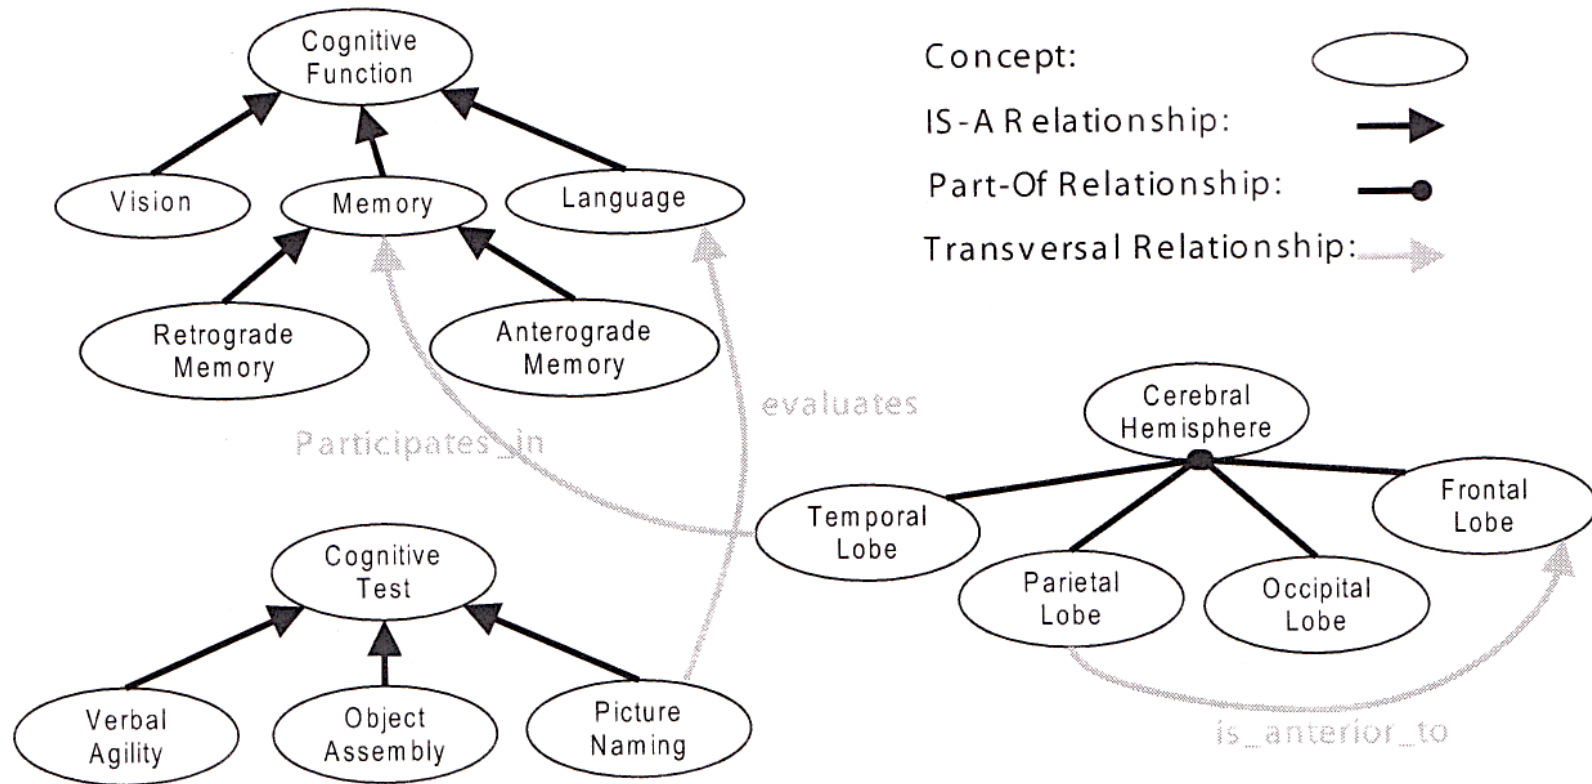 Cognitive
Function
Vision
Memory
Language
Retrograde
Memory
Anterograde
Memory
Concept:
IS-A Relationship:
Part-Of Relationship:
Transversal Relationship:
Participates_in
evaluates
Cerebral
Hemisphere
Temporal
Lobe
Parietal
Lobe
Occipital
Lobe
Frontal
Lobe
is_anterior_to
Cognitive
Test
Verbal
Agility
Object
Assembly
Picture
Naming